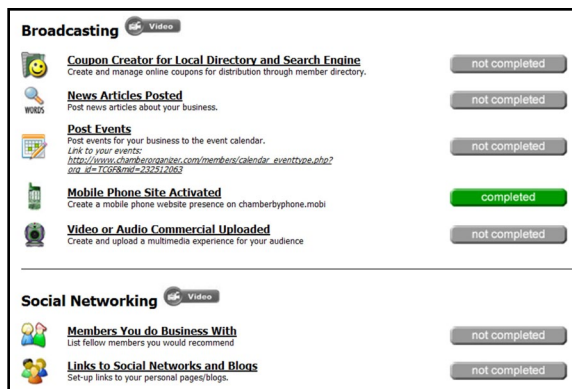 Broadcasting Video
Coupon Creator for Local Directory and Search Engine
Create and manage online coupons for distribution through member directory.
not completed
WORDS
News Articles Posted
Post news articles about your business.
not completed
Post Events
Post events for your business to the event calendar.
Link to your events:
http://www.chamberorganizer.com/members/calendar_eventtype.php?
org_id=TCGF&mid=232512063
not completed
Mobile Phone Site Activated
Create a mobile phone website presence on chamberbyphone.mobi
completed
Video or Audio Commercial Uploaded
Create and upload a multimedia experience for your audience
not completed
Social Networking Video
Members You do Business With
List fellow members you would recommend
not completed
Links to Social Networks and Blogs
Set-up links to your personal pages/blogs.
not completed